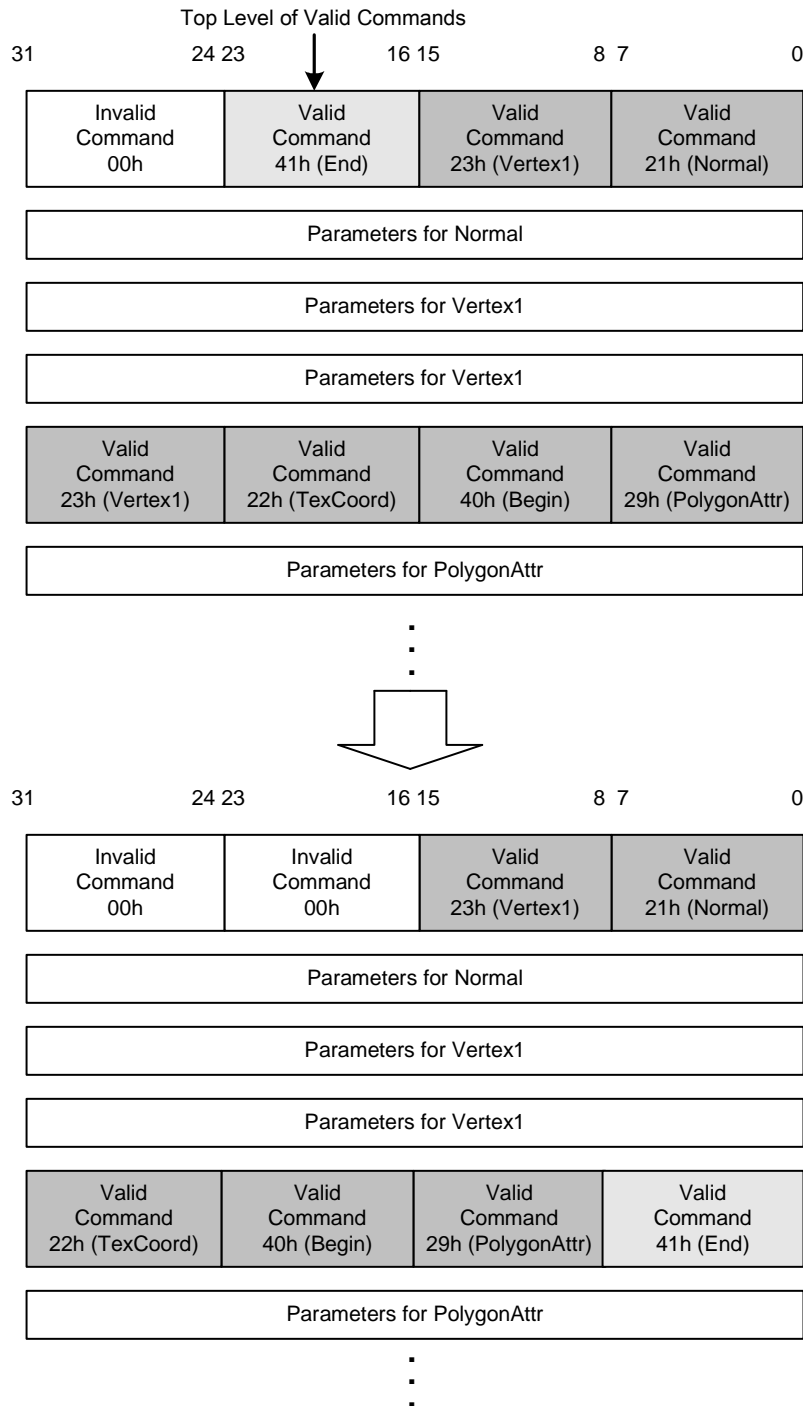 Top Level of Valid Commands
31 24 23 16 15 8 7 0
Invalid Command 00h
Valid Command 41h (End)
Valid Command 23h (Vertex1)
Valid Command 21h (Normal)
Parameters for Normal
Parameters for Vertex1
Parameters for Vertex1
Valid Command 23h (Vertex1)
Valid Command 22h (TexCoord)
Valid Command 40h (Begin)
Valid Command 29h (PolygonAttr)
Parameters for PolygonAttr
31 24 23 16 15 8 7 0
Invalid Command 00h
Invalid Command 00h
Valid Command 23h (Vertex1)
Valid Command 21h (Normal)
Parameters for Normal
Parameters for Vertex1
Parameters for Vertex1
Valid Command 22h (TexCoord)
Valid Command 40h (Begin)
Valid Command 29h (PolygonAttr)
Valid Command 41h (End)
Parameters for PolygonAttr